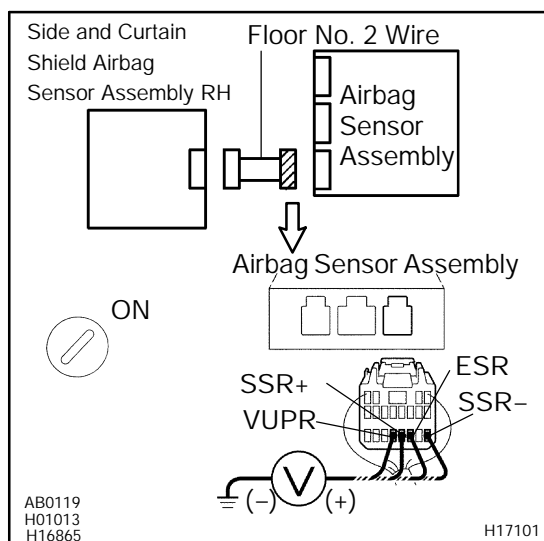 Side and Curtain
Shield Airbag
Sensor Assembly RH
Floor No. 2 Wire
Airbag
Sensor
Assembly
Airbag Sensor Assembly
ON
SSR+
VUPR
ESR
SSR−
V
(−)
(+)
AB0119
H01013
H16865
H17101